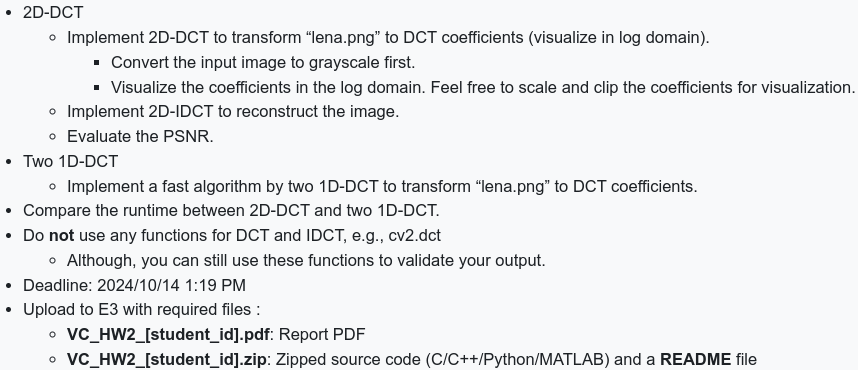 • 2D-DCT
◦ Implement 2D-DCT to transform “lena.png” to DCT coefficients (visualize in log domain).
▪ Convert the input image to grayscale first.
▪ Visualize the coefficients in the log domain. Feel free to scale and clip the coefficients for visualization.
◦ Implement 2D-IDCT to reconstruct the image.
◦ Evaluate the PSNR.
• Two 1D-DCT
◦ Implement a fast algorithm by two 1D-DCT to transform “lena.png” to DCT coefficients.
• Compare the runtime between 2D-DCT and two 1D-DCT.
• Do not use any functions for DCT and IDCT, e.g., cv2.dct
◦ Although, you can still use these functions to validate your output.
• Deadline: 2024/10/14 1:19 PM
• Upload to E3 with required files :
◦ VC_HW2_[student_id].pdf: Report PDF
◦ VC_HW2_[student_id].zip: Zipped source code (C/C++/Python/MATLAB) and a README file